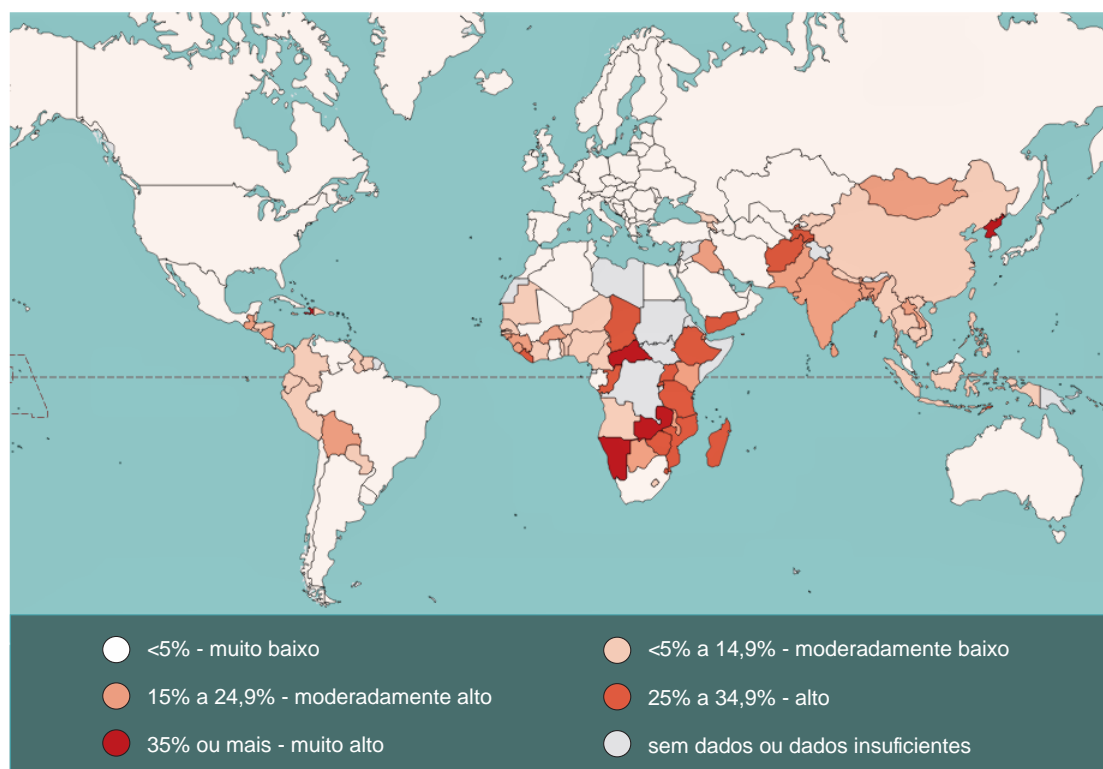 <5% - muito baixo
<5% a 14,9% - moderadamente baixo
15% a 24,9% - moderadamente alto
25% a 34,9% - alto
35% ou mais - muito alto
sem dados ou dados insuficientes